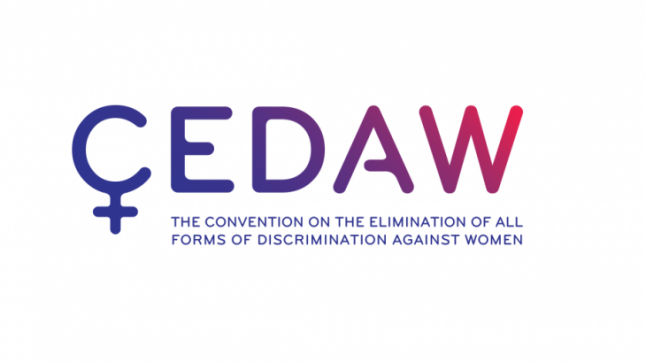 CEDAW
THE CONVENTION ON THE ELIMINATION OF ALL
FORMS OF DISCRIMINATION AGAINST WOMEN